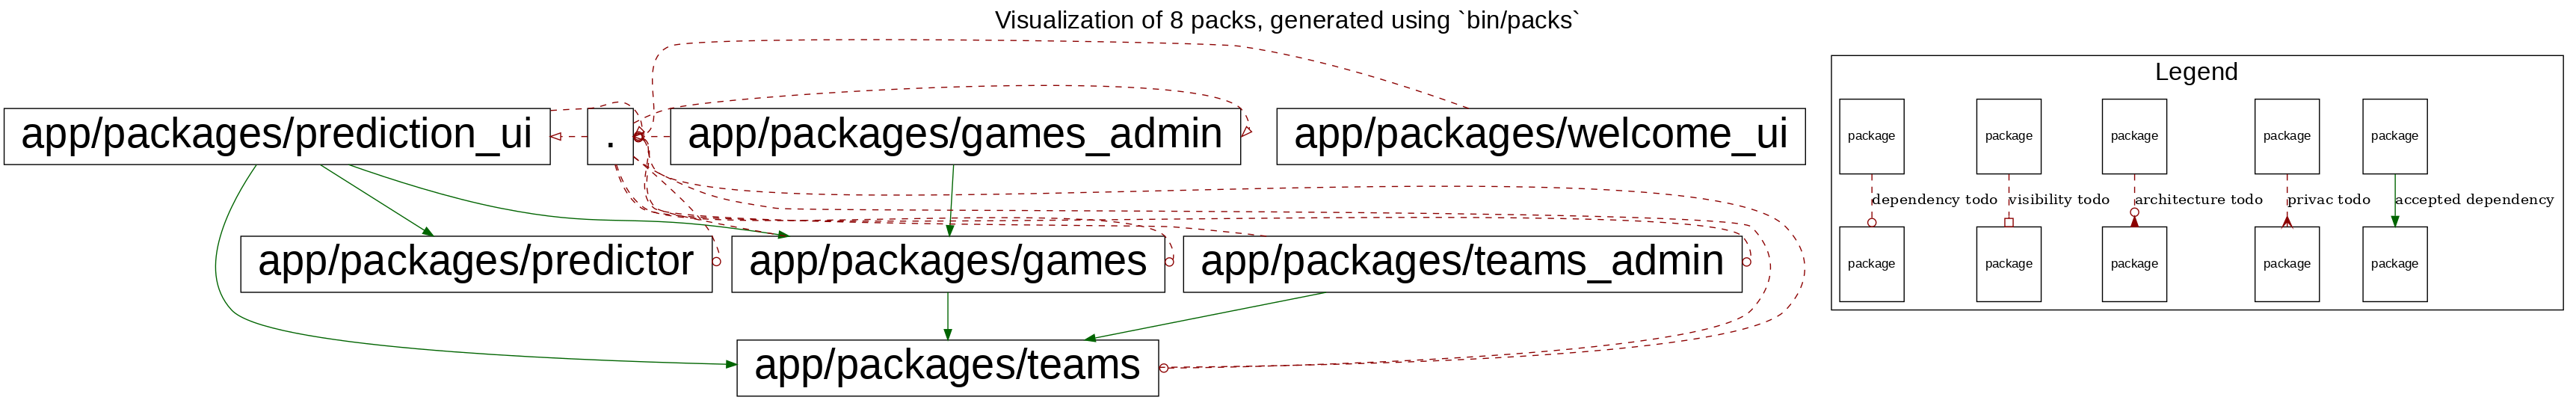 Visualization of 8 packs, generated using `bin/packs`
app/packages/prediction_ui
.
app/packages/games_admin
app/packages/welcome_ui
app/packages/predictor
app/packages/games
app/packages/teams_admin
app/packages/teams
Legend
package
package
package
package
package
dependency todo
visibility todo
architecture todo
privac todo
accepted dependency
package
package
package
package
package